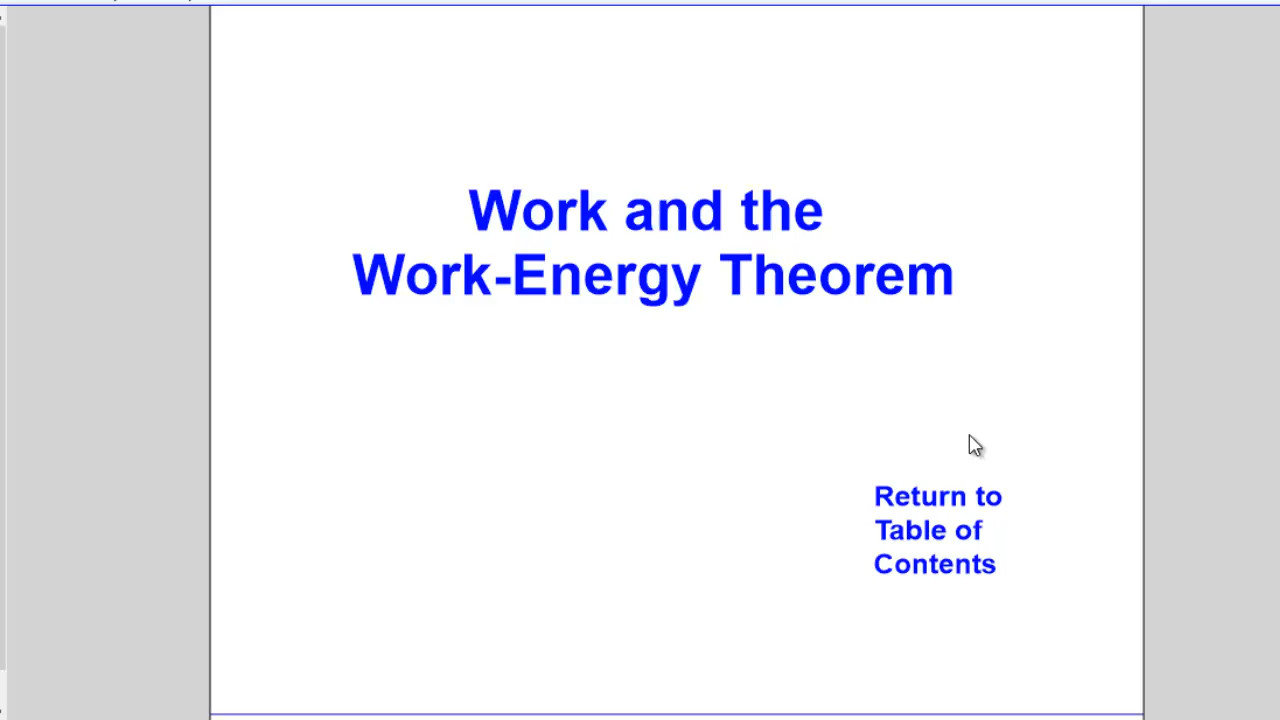 Work and the
Work-Energy Theorem
Return to
Table of
Contents